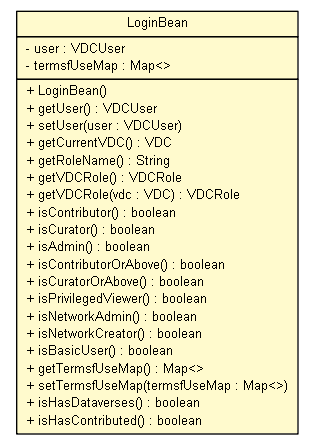 LoginBean
- user : VDCUser
- termsfUseMap : Map<>
+ LoginBean()
+ getUser() : VDCUser
+ setUser(user : VDCUser)
+ getCurrentVDC() : VDC
+ getRoleName() : String
+ getVDCRole() : VDCRole
+ getVDCRole(vdc : VDC) : VDCRole
+ isContributor() : boolean
+ isCurator() : boolean
+ isAdmin() : boolean
+ isContributorOrAbove() : boolean
+ isCuratorOrAbove() : boolean
+ isPrivilegedViewer() : boolean
+ isNetworkAdmin() : boolean
+ isNetworkCreator() : boolean
+ isBasicUser() : boolean
+ getTermsfUseMap() : Map<>
+ setTermsfUseMap(termsfUseMap : Map<>)
+ isHasDataverses() : boolean
+ isHasContributed() : boolean